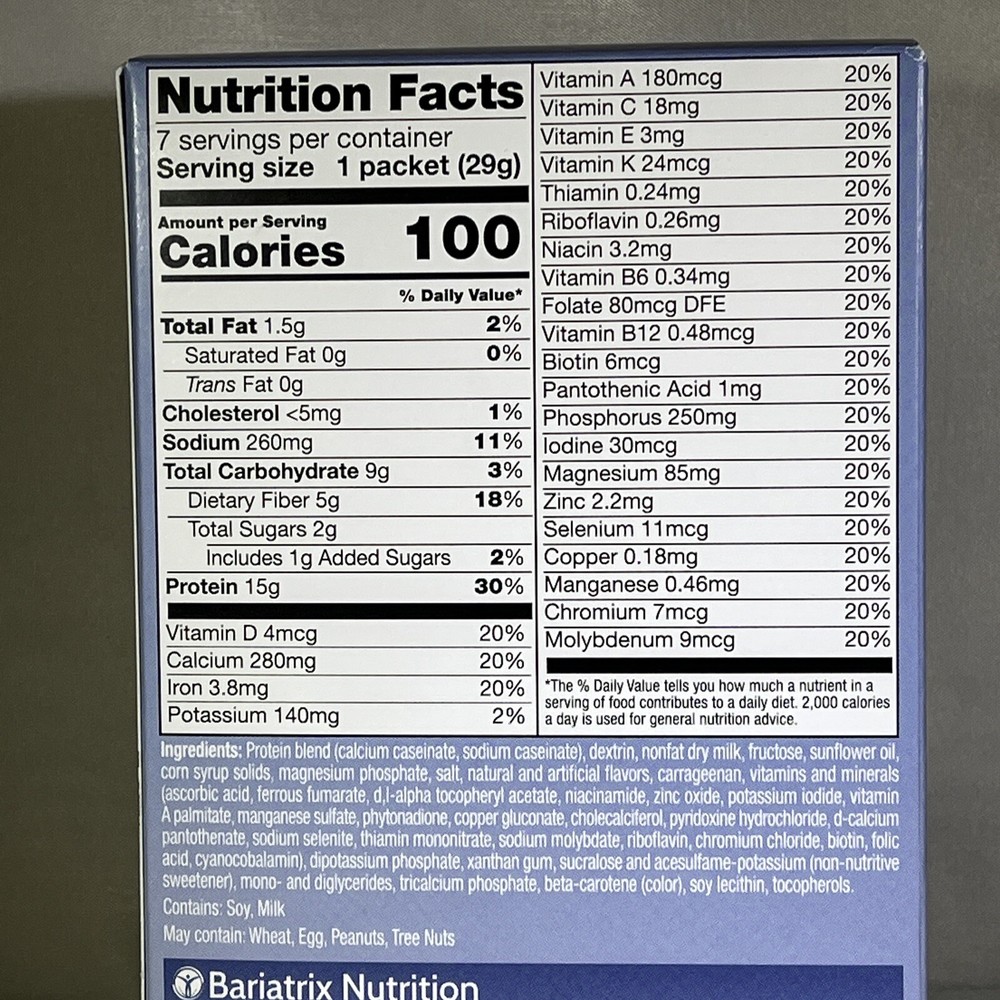 Nutrition Facts
7 servings per container
Serving size 1 packet (29g)
Amount per Serving
Calories 100
% Daily Value*
Total Fat 1.5g 2%
Saturated Fat 0g 0%
Trans Fat 0g
Cholesterol <5mg 1%
Sodium 260mg 11%
Total Carbohydrate 9g 3%
Dietary Fiber 5g 18%
Total Sugars 2g
Includes 1g Added Sugars 2%
Protein 15g 30%
Vitamin D 4mcg 20%
Calcium 280mg 20%
Iron 3.8mg 20%
Potassium 140mg 2%
Vitamin A 180mcg 20%
Vitamin C 18mg 20%
Vitamin E 3mg 20%
Vitamin K 24mcg 20%
Thiamin 0.24mg 20%
Riboflavin 0.26mg 20%
Niacin 3.2mg 20%
Vitamin B6 0.34mg 20%
Folate 80mcg DFE 20%
Vitamin B12 0.48mcg 20%
Biotin 6mcg 20%
Pantothenic Acid 1mg 20%
Phosphorus 250mg 20%
Iodine 30mcg 20%
Magnesium 85mg 20%
Zinc 2.2mg 20%
Selenium 11mcg 20%
Copper 0.18mg 20%
Manganese 0.46mg 20%
Chromium 7mcg 20%
Molybdenum 9mcg 20%
*The % Daily Value tells you how much a nutrient in a
serving of food contributes to a daily diet. 2,000 calories
a day is used for general nutrition advice.
Ingredients: Protein blend (calcium caseinate, sodium caseinate), dextrin, nonfat dry milk, fructose, sunflower oil,
corn syrup solids, magnesium phosphate, salt, natural and artificial flavors, carrageenan, vitamins and minerals
(ascorbic acid, ferrous fumarate, d,l-alpha tocopheryl acetate, niacinamide, zinc oxide, potassium iodide, vitamin
A palmitate, manganese sulfate, phytonadione, copper gluconate, cholecalciferol, pyridoxine hydrochloride, d-calcium
pantothenate, sodium selenite, thiamin mononitrate, sodium molybdate, riboflavin, chromium chloride, biotin, folic
acid, cyanocobalamin), dipotassium phosphate, xanthan gum, sucralose and acesulfame-potassium (non-nutritive
sweetener), mono- and diglycerides, tricalcium phosphate, beta-carotene (color), soy lecithin, tocopherols.
Contains: Soy, Milk
May contain: Wheat, Egg, Peanuts, Tree Nuts
Bariatrix Nutrition